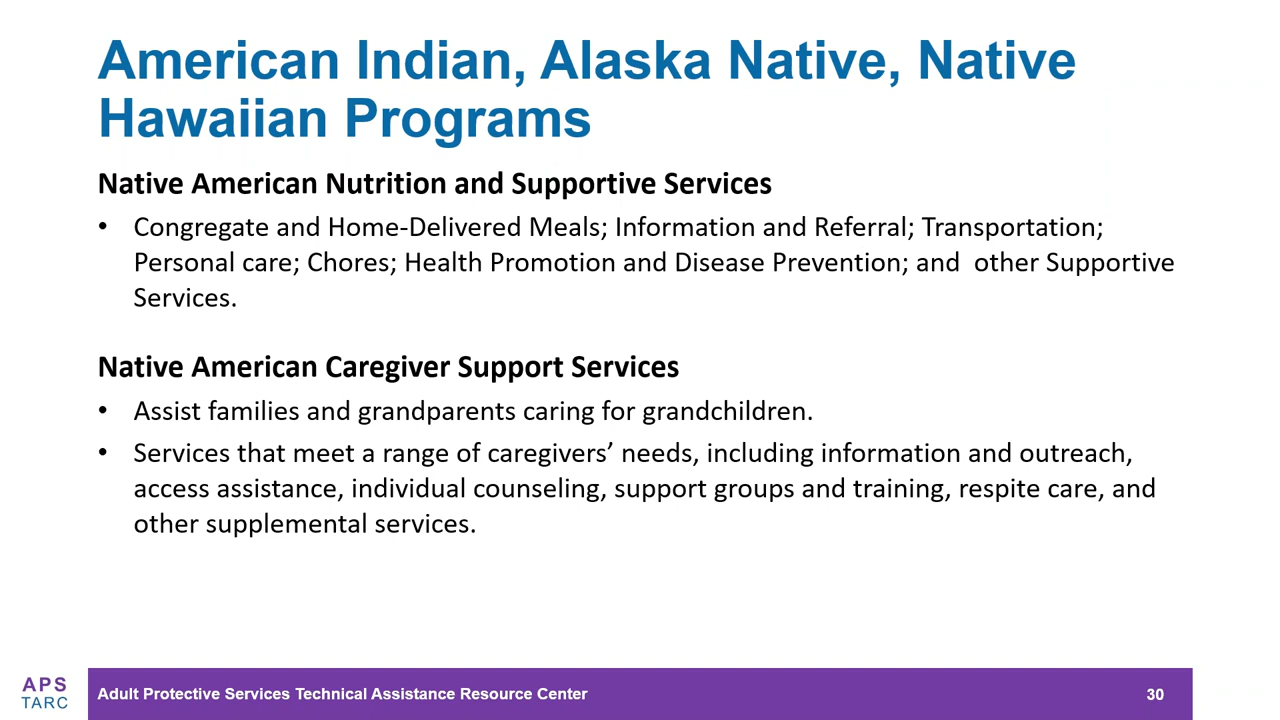 American Indian, Alaska Native, Native
Hawaiian Programs
Native American Nutrition and Supportive Services
• Congregate and Home-Delivered Meals; Information and Referral; Transportation;
Personal care; Chores; Health Promotion and Disease Prevention; and  other Supportive
Services.
Native American Caregiver Support Services
• Assist families and grandparents caring for grandchildren.
• Services that meet a range of caregivers’ needs, including information and outreach,
access assistance, individual counseling, support groups and training, respite care, and
other supplemental services.
APS
TARC
Adult Protective Services Technical Assistance Resource Center
30